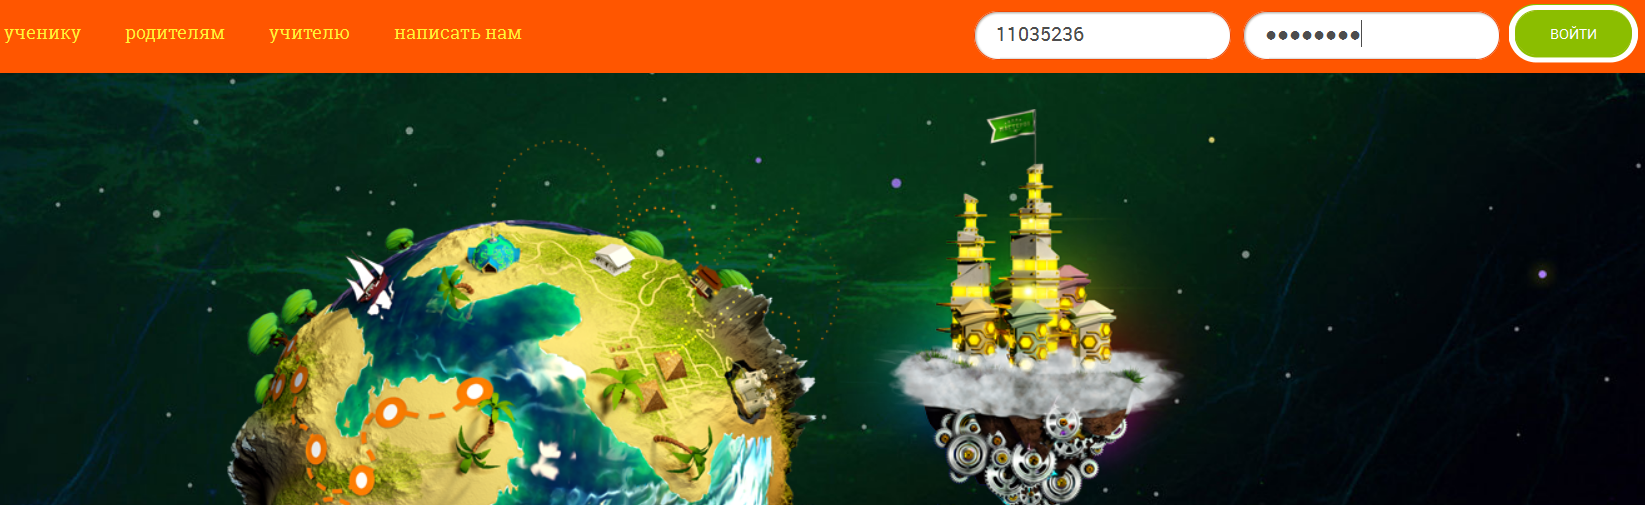 ученику родителям учителю написать нам 11035236 ●●●●●●●● ВОЙТИ